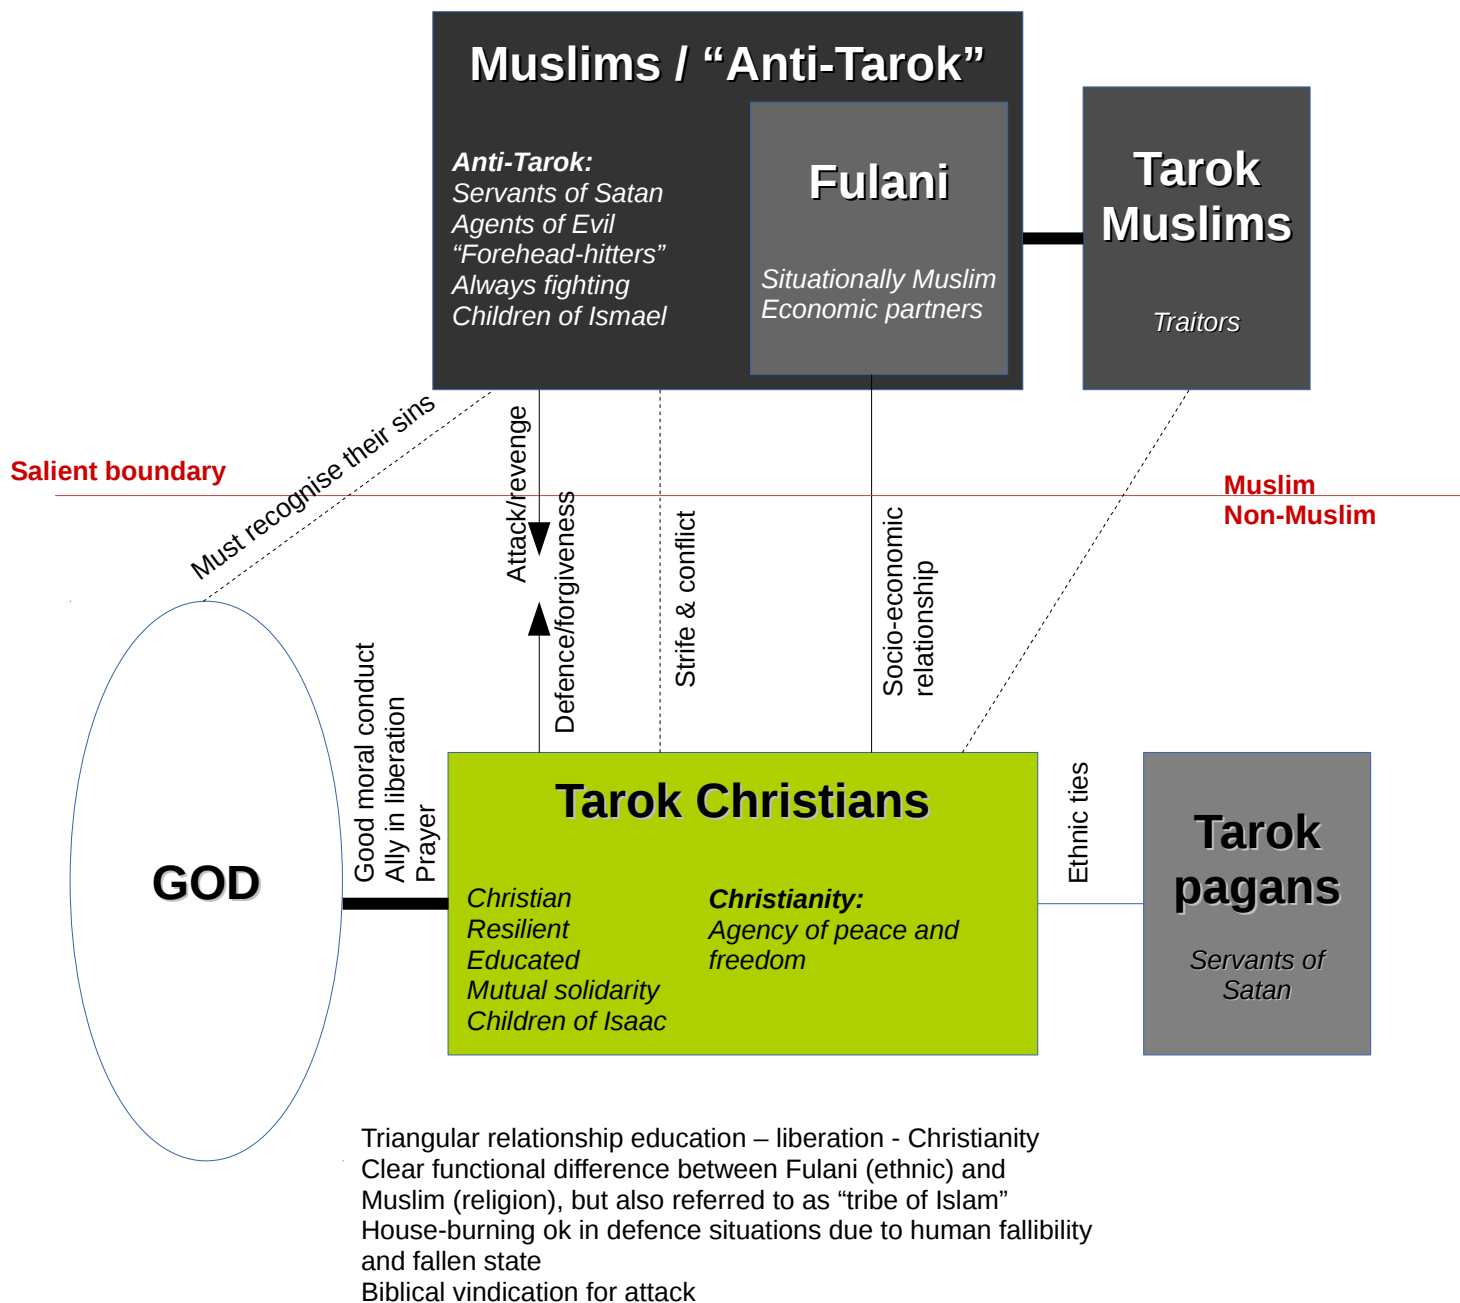 Muslims / “Anti-Tarok”
Anti-Tarok:
Servants of Satan
Agents of Evil
“Forehead-hitters”
Always fighting
Children of Ismael
Fulani
Situationally Muslim
Economic partners
Tarok
Muslims
Traitors
Must recognise their sins
Attack/revenge
Defence/forgiveness
Strife & conflict
Socio-economic
relationship
Salient boundary
Muslim
Non-Muslim
GOD
Good moral conduct
Ally in liberation
Prayer
Tarok Christians
Christian
Resilient
Educated
Mutual solidarity
Children of Isaac
Christianity:
Agency of peace and
freedom
Ethnic ties
Tarok
pagans
Servants of
Satan
Triangular relationship education – liberation - Christianity
Clear functional difference between Fulani (ethnic) and
Muslim (religion), but also referred to as “tribe of Islam”
House-burning ok in defence situations due to human fallibility
and fallen state
Biblical vindication for attack